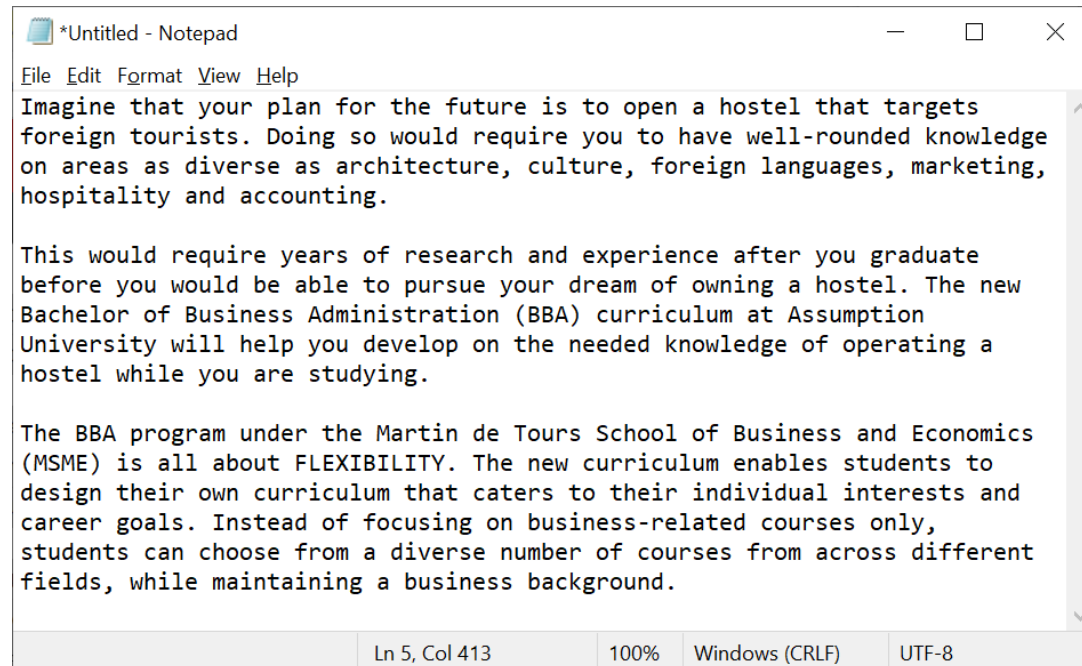 *Untitled - Notepad
File Edit Format View Help
Imagine that your plan for the future is to open a hostel that targets
foreign tourists. Doing so would require you to have well-rounded knowledge
on areas as diverse as architecture, culture, foreign languages, marketing,
hospitality and accounting.

This would require years of research and experience after you graduate
before you would be able to pursue your dream of owning a hostel. The new
Bachelor of Business Administration (BBA) curriculum at Assumption
University will help you develop on the needed knowledge of operating a
hostel while you are studying.

The BBA program under the Martin de Tours School of Business and Economics
(MSME) is all about FLEXIBILITY. The new curriculum enables students to
design their own curriculum that caters to their individual interests and
career goals. Instead of focusing on business-related courses only,
students can choose from a diverse number of courses from across different
fields, while maintaining a business background.
Ln 5, Col 413 100% Windows (CRLF) UTF-8